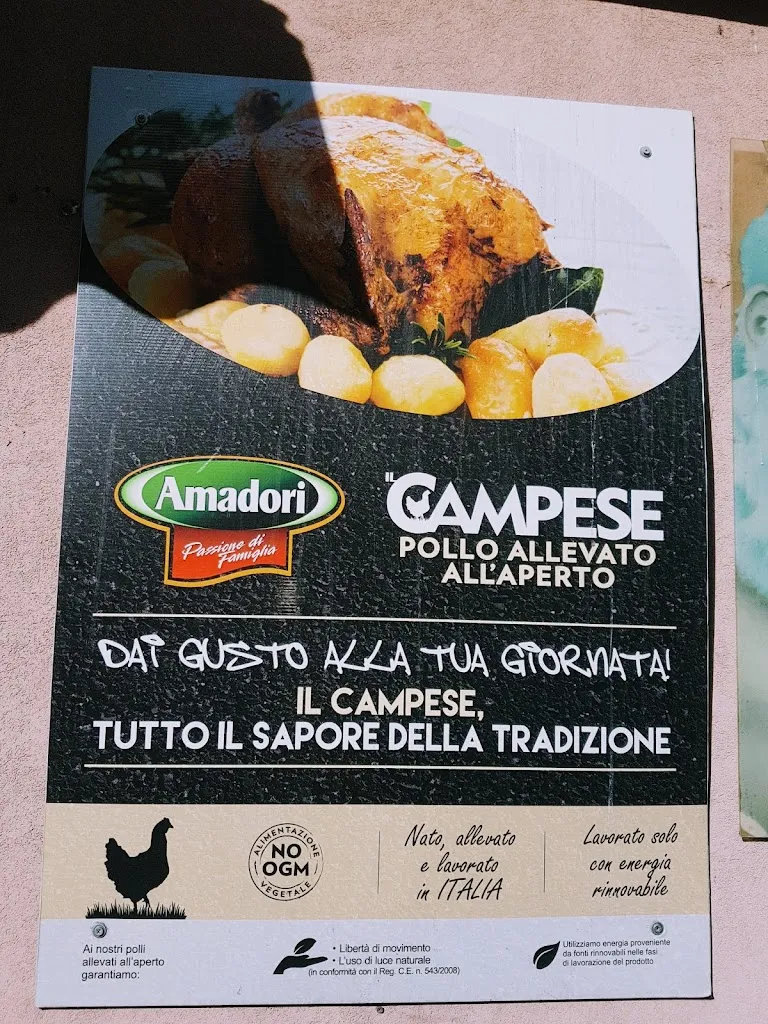 Amadori
Passione di
Famiglia
IL CAMPESE
POLLO ALLEVATO
ALL'APERTO
DAI GUSTO ALLA TUA GIORNATA!
IL CAMPESE,
TUTTO IL SAPORE DELLA TRADIZIONE
ALIMENTAZIONE
NO
OGM
VEGETALE
Nato, allevato
e lavorato
in ITALIA
Lavorato solo
con energia
rinnovabile
Ai nostri polli
allevati all'aperto
garantiamo:
• Libertà di movimento
• L'uso di luce naturale
(in conformità con il Reg. C.E. n. 543/2008)
Utilizziamo energia proveniente
da fonti rinnovabili nelle fasi
di lavorazione del prodotto